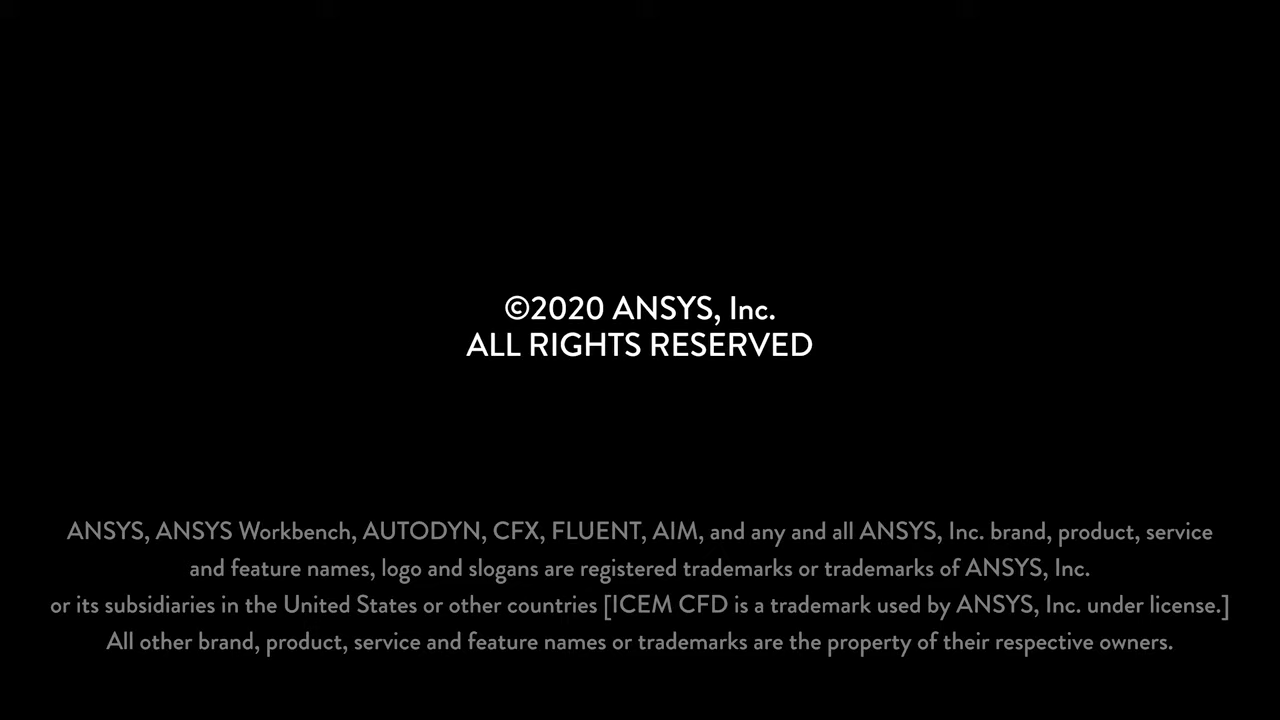 ©2020 ANSYS, Inc.
ALL RIGHTS RESERVED
ANSYS, ANSYS Workbench, AUTODYN, CFX, FLUENT, AIM, and any and all ANSYS, Inc. brand, product, service
and feature names, logo and slogans are registered trademarks or trademarks of ANSYS, Inc.
or its subsidiaries in the United States or other countries [ICEM CFD is a trademark used by ANSYS, Inc. under license.]
All other brand, product, service and feature names or trademarks are the property of their respective owners.